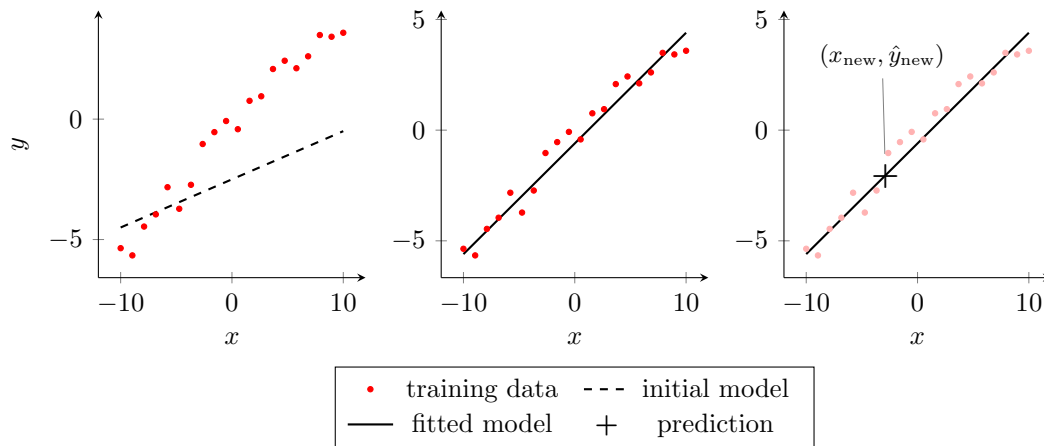 −10 0 10
−5
0
x
y
−10 0 10
−5
0
5
x
−10 0 10
−5
0
5
(x_new, ŷ_new)
x
training data initial model
fitted model prediction